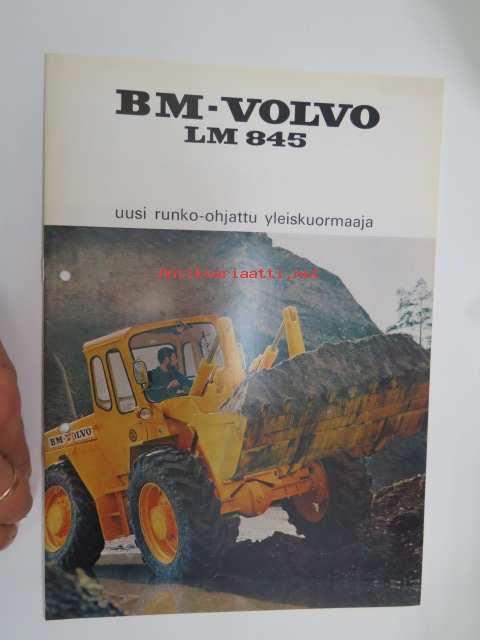 BM-VOLVO
LM 845
uusi runko-ohjattu yleiskuormaaja
Antikvariaatti.net
BM-VOLVO